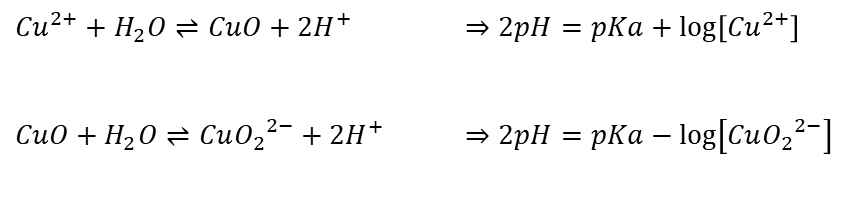 Cu²⁺ + H₂O ⇌ CuO + 2H⁺ ⇒ 2pH = pKa + log[Cu²⁺]
CuO + H₂O ⇌ CuO₂²⁻ + 2H⁺ ⇒ 2pH = pKa − log[CuO₂²⁻]